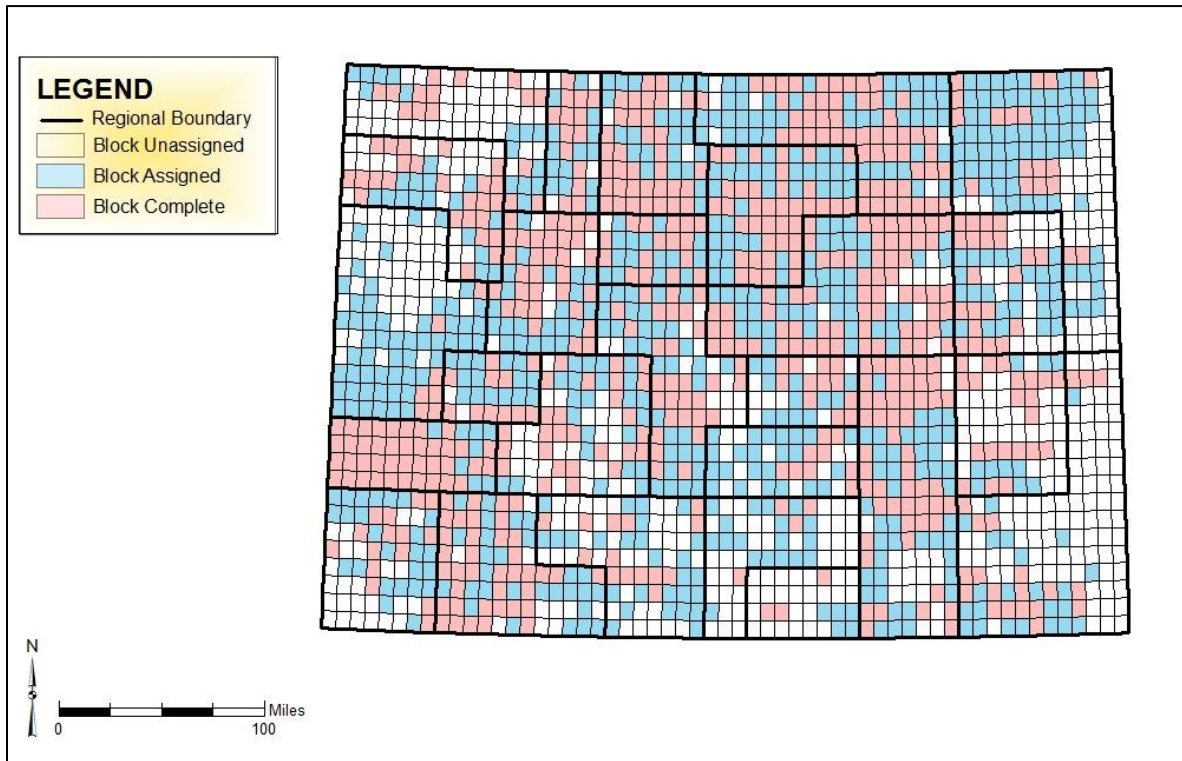 LEGEND
Regional Boundary
Block Unassigned
Block Assigned
Block Complete
N
Miles
0 100